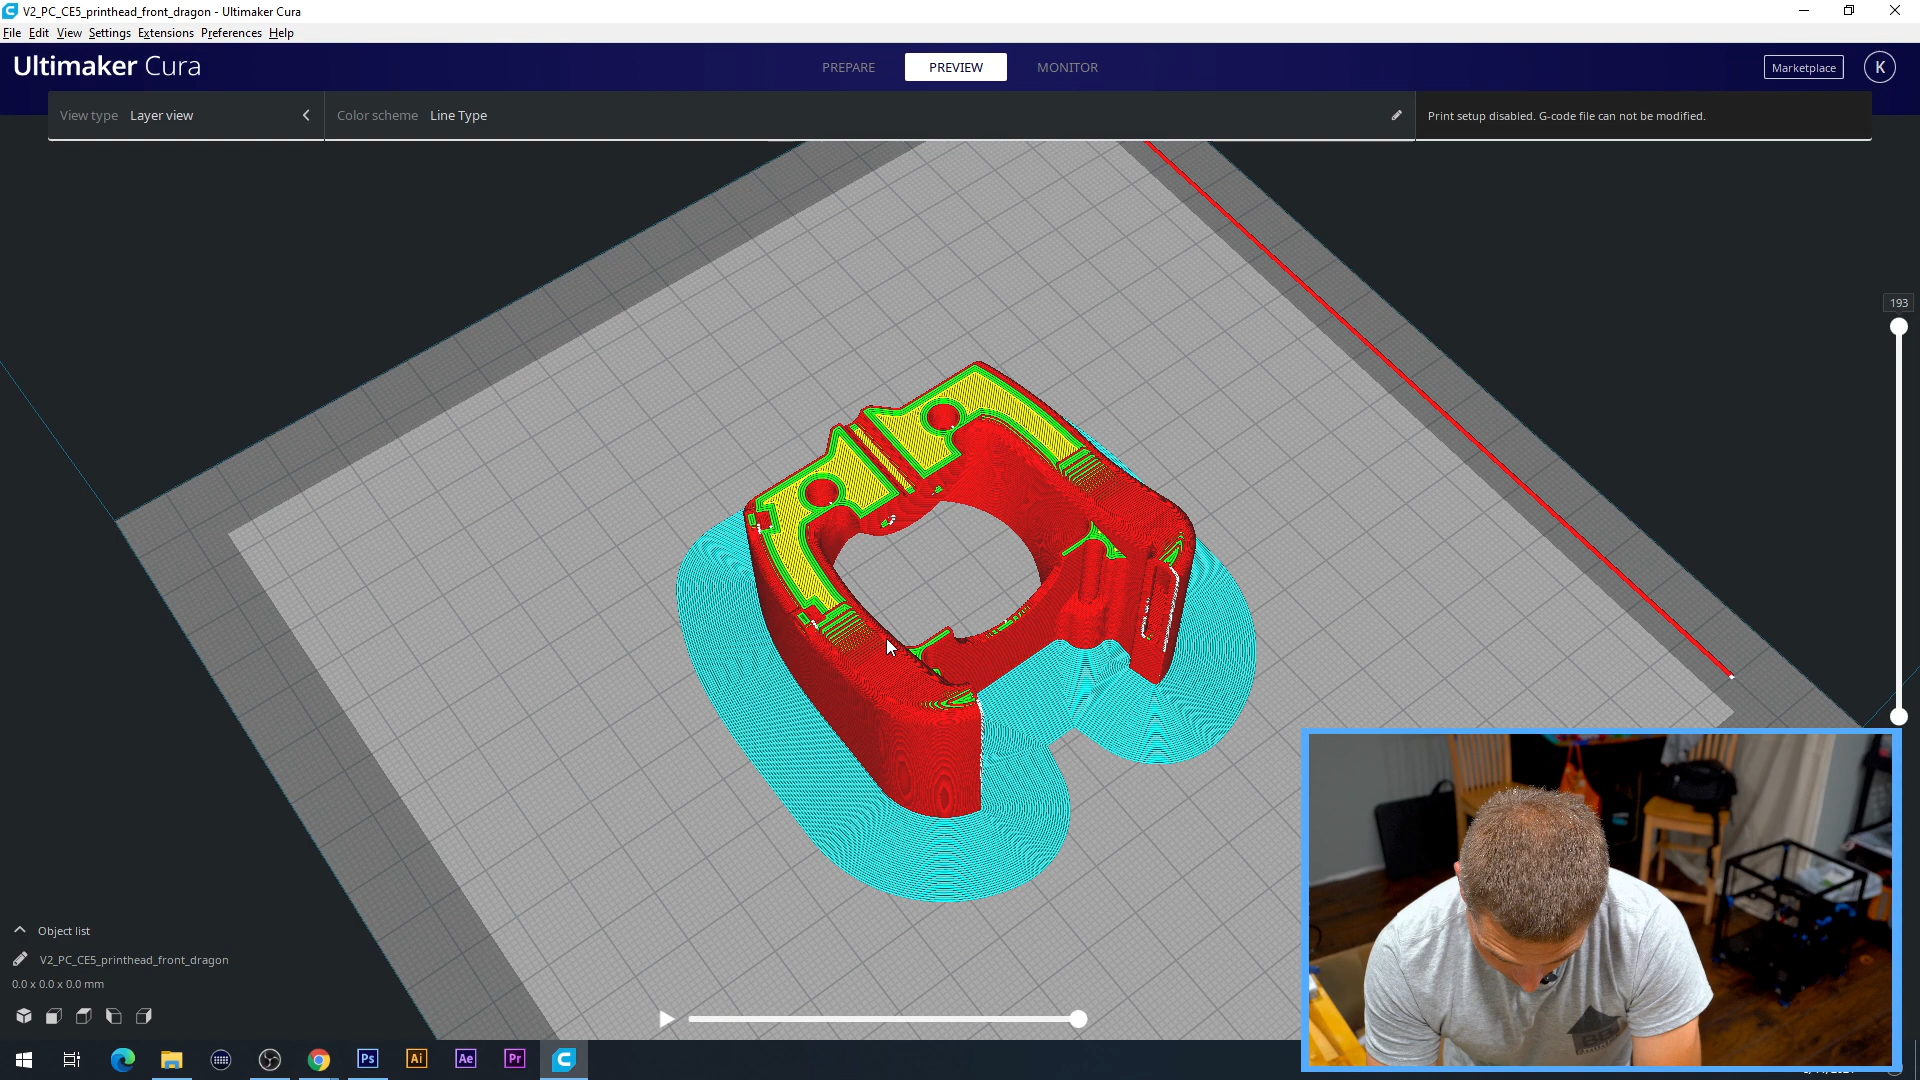 V2_PC_CE5_printhead_front_dragon - Ultimaker Cura
File Edit View Settings Extensions Preferences Help
Ultimaker Cura
PREPARE
PREVIEW
MONITOR
Marketplace
K
View type Layer view
Color scheme Line Type
Print setup disabled. G-code file can not be modified.
193
Object list
V2_PC_CE5_printhead_front_dragon
0.0 x 0.0 x 0.0 mm
Ps
Ai
Ae
Pr